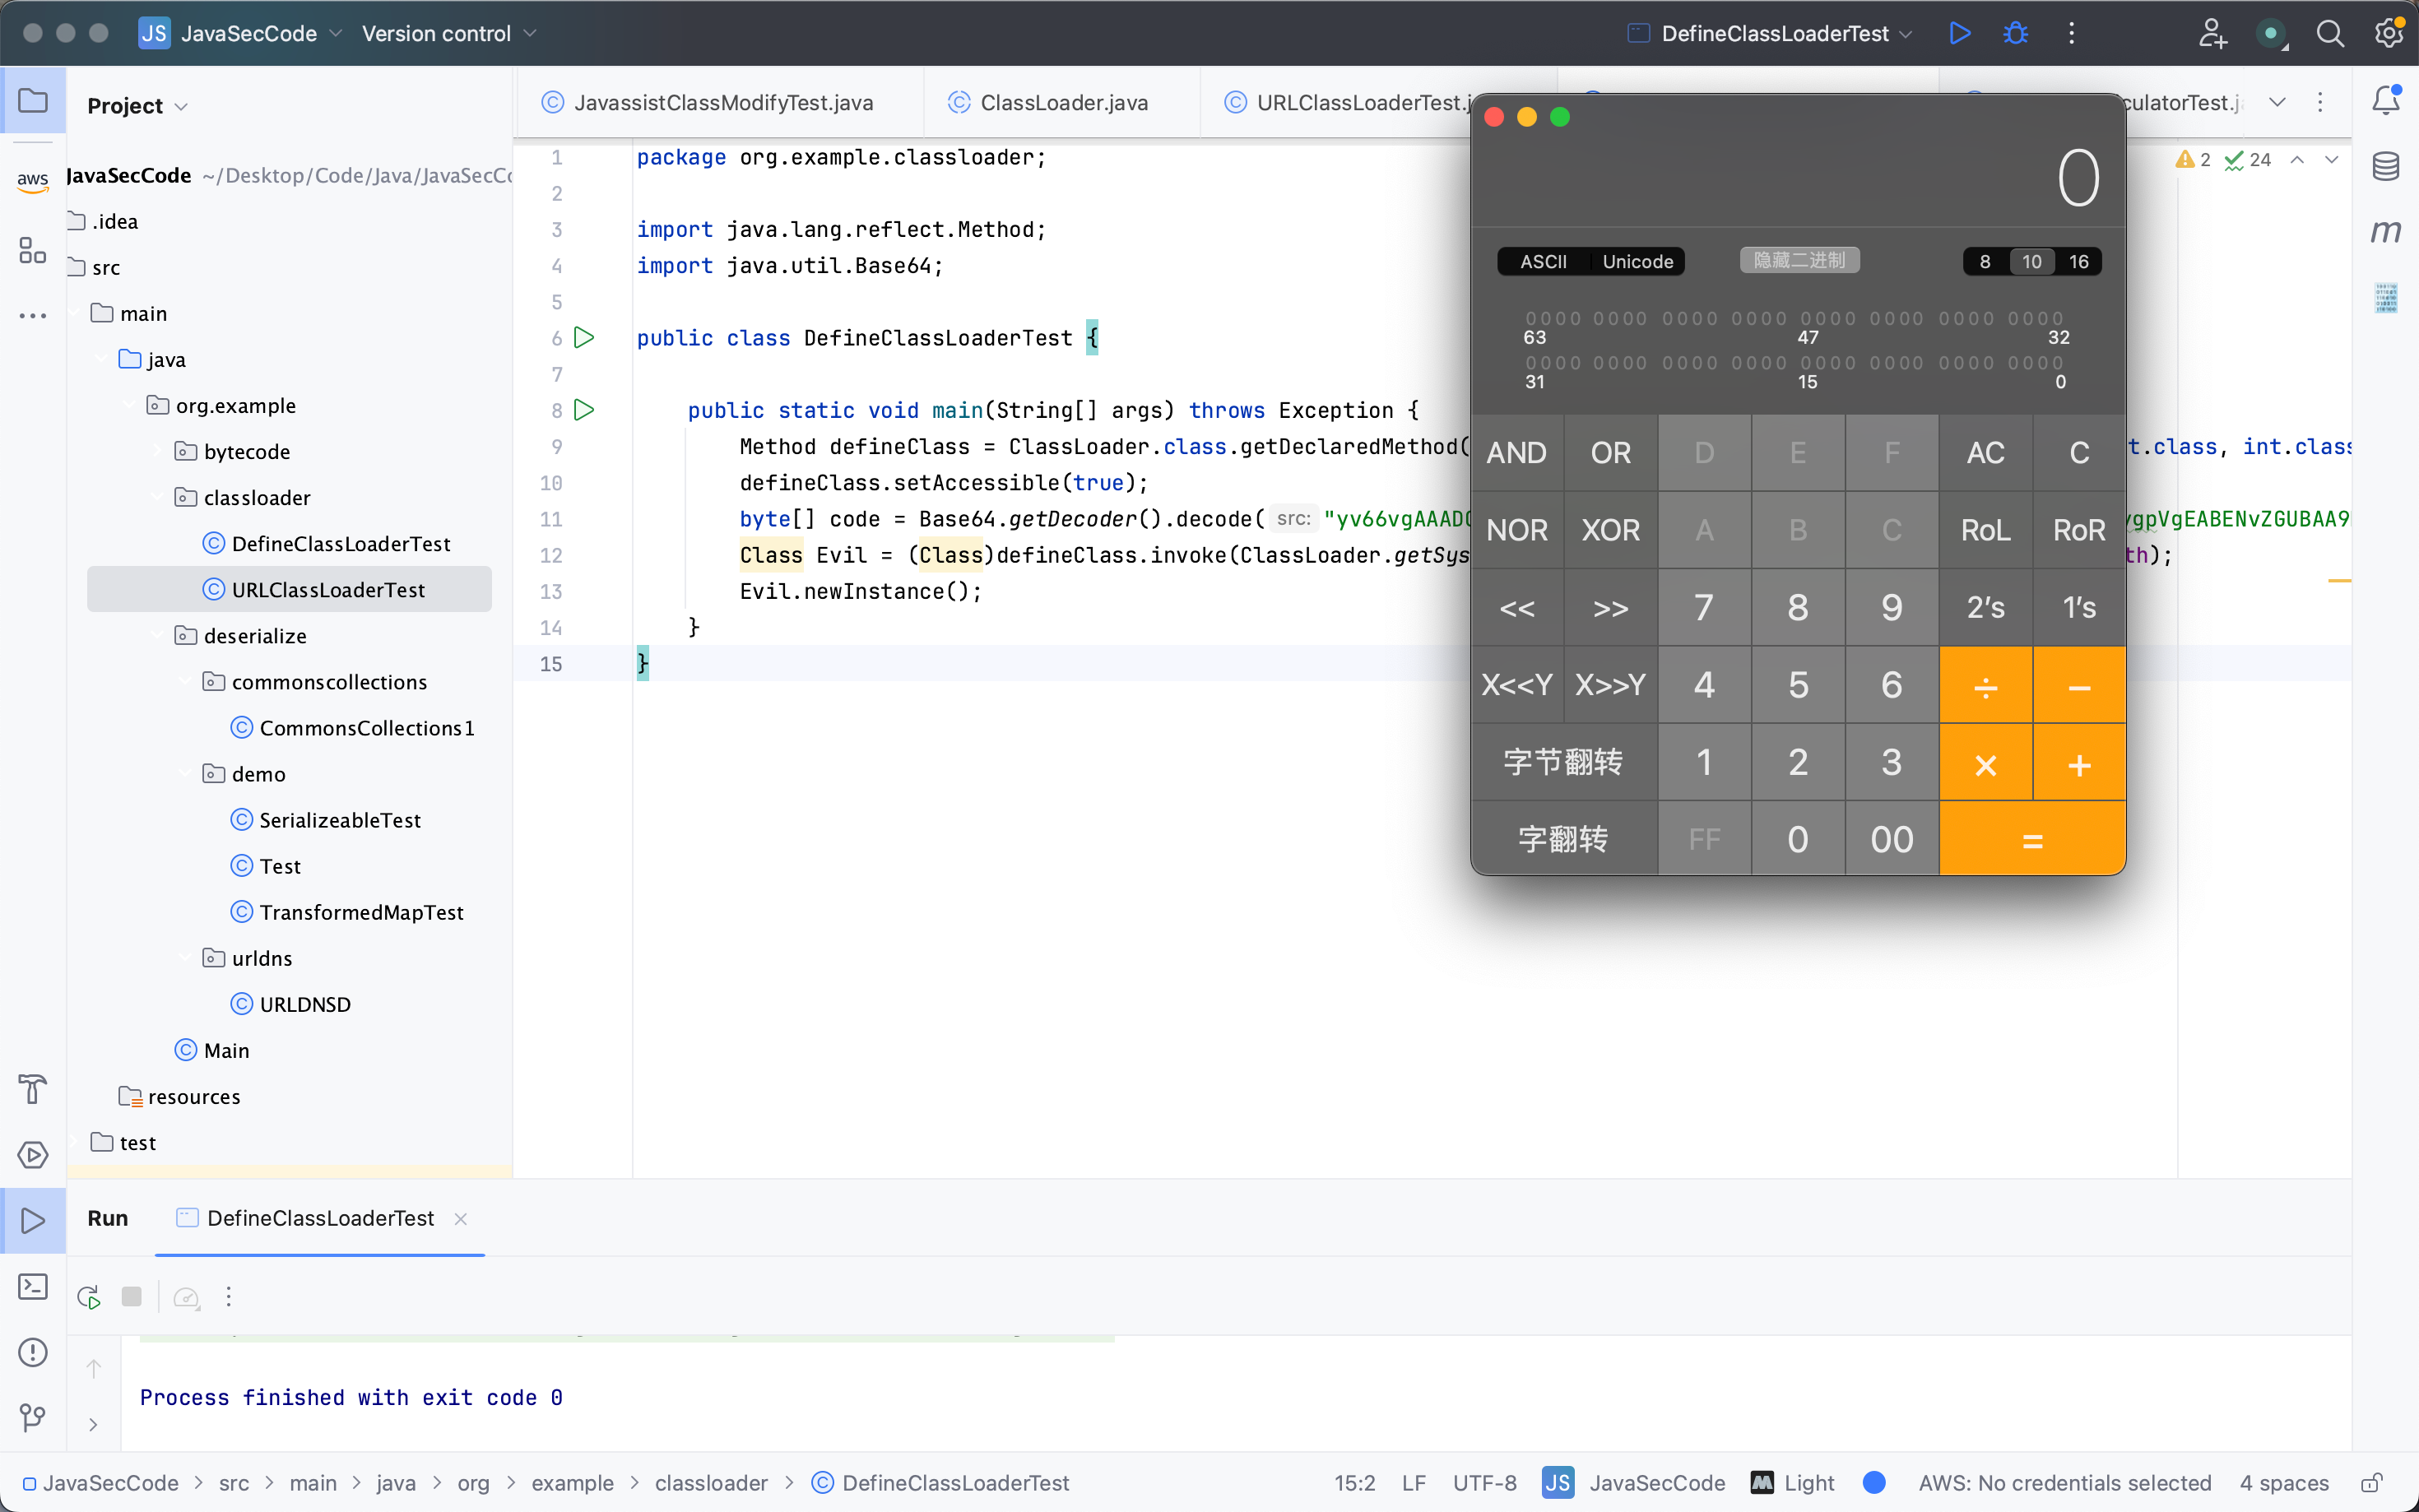 JS JavaSecCode Version control DefineClassLoaderTest
Project
JavassistClassModifyTest.java ClassLoader.java URLClassLoaderTest.j culatorTest.j
aws
JavaSecCode ~/Desktop/Code/Java/JavaSecCo
.idea
src
main
java
org.example
bytecode
classloader
DefineClassLoaderTest
URLClassLoaderTest
deserialize
commonscollections
CommonsCollections1
demo
SerializeableTest
Test
TransformedMapTest
urldns
URLDNSD
Main
resources
test
2 24
m
1 package org.example.classloader;
2
3 import java.lang.reflect.Method;
4 import java.util.Base64;
5
6 public class DefineClassLoaderTest {
7
8 public static void main(String[] args) throws Exception {
9 Method defineClass = ClassLoader.class.getDeclaredMethod( t.class, int.class
10 defineClass.setAccessible(true);
11 byte[] code = Base64.getDecoder().decode( src: "yv66vgAAAD gpVgEABENvZGUBAA9
12 Class Evil = (Class)defineClass.invoke(ClassLoader.getSys th);
13 Evil.newInstance();
14 }
15 }
0
ASCII Unicode 隐藏二进制 8 10 16
0000 0000 0000 0000 0000 0000 0000 0000
63 47 32
0000 0000 0000 0000 0000 0000 0000 0000
31 15 0
AND OR D E F AC C
NOR XOR A B C RoL RoR
<< >> 7 8 9 2's 1's
X<<Y X>>Y 4 5 6 ÷ −
字节翻转 1 2 3 × +
字翻转 FF 0 00 =
Run DefineClassLoaderTest
Process finished with exit code 0
JavaSecCode > src > main > java > org > example > classloader > DefineClassLoaderTest
15:2 LF UTF-8 JS JavaSecCode M Light AWS: No credentials selected 4 spaces